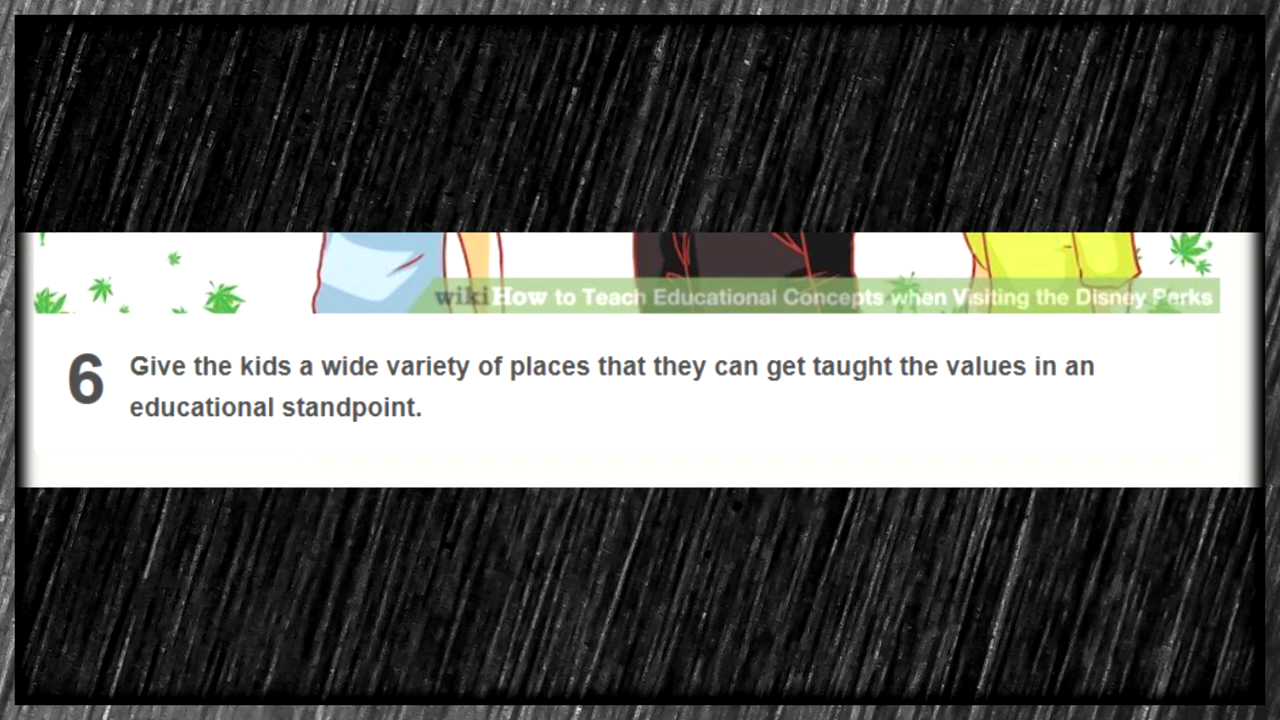 wikiHow to Teach Educational Concepts when Visiting the Disney Parks
6
Give the kids a wide variety of places that they can get taught the values in an
educational standpoint.